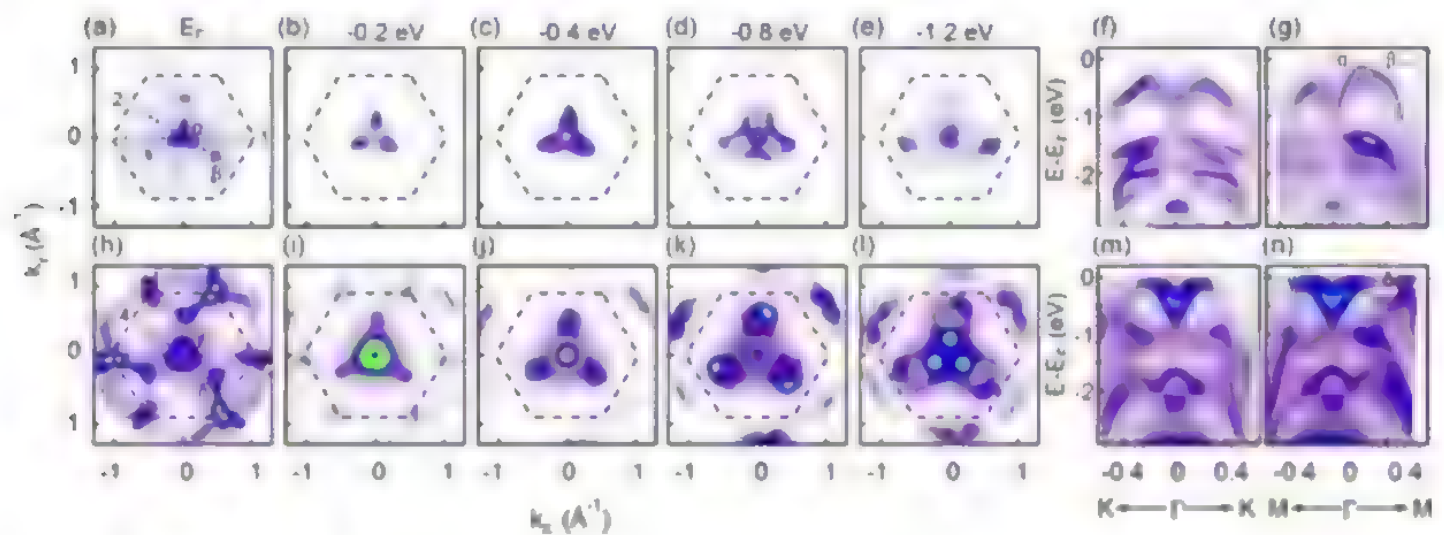 (a) E_F (b) -0.2 eV (c) -0.4 eV (d) -0.8 eV (e) -1.2 eV (f) (g)
1 0 1
2 α β
0 -1 -2
E-E_F (eV)
α β
(h) (i) (j) (k) (l) (m) (n)
1 0 1
0 -1 -2
E-E_F (eV)
-1 0 1 -1 0 1 -1 0 1 -1 0 1 -1 0 1 -0.4 0 0.4 -0.4 0 0.4
K Γ K M Γ M
(Å⁻¹)
(Å⁻¹)